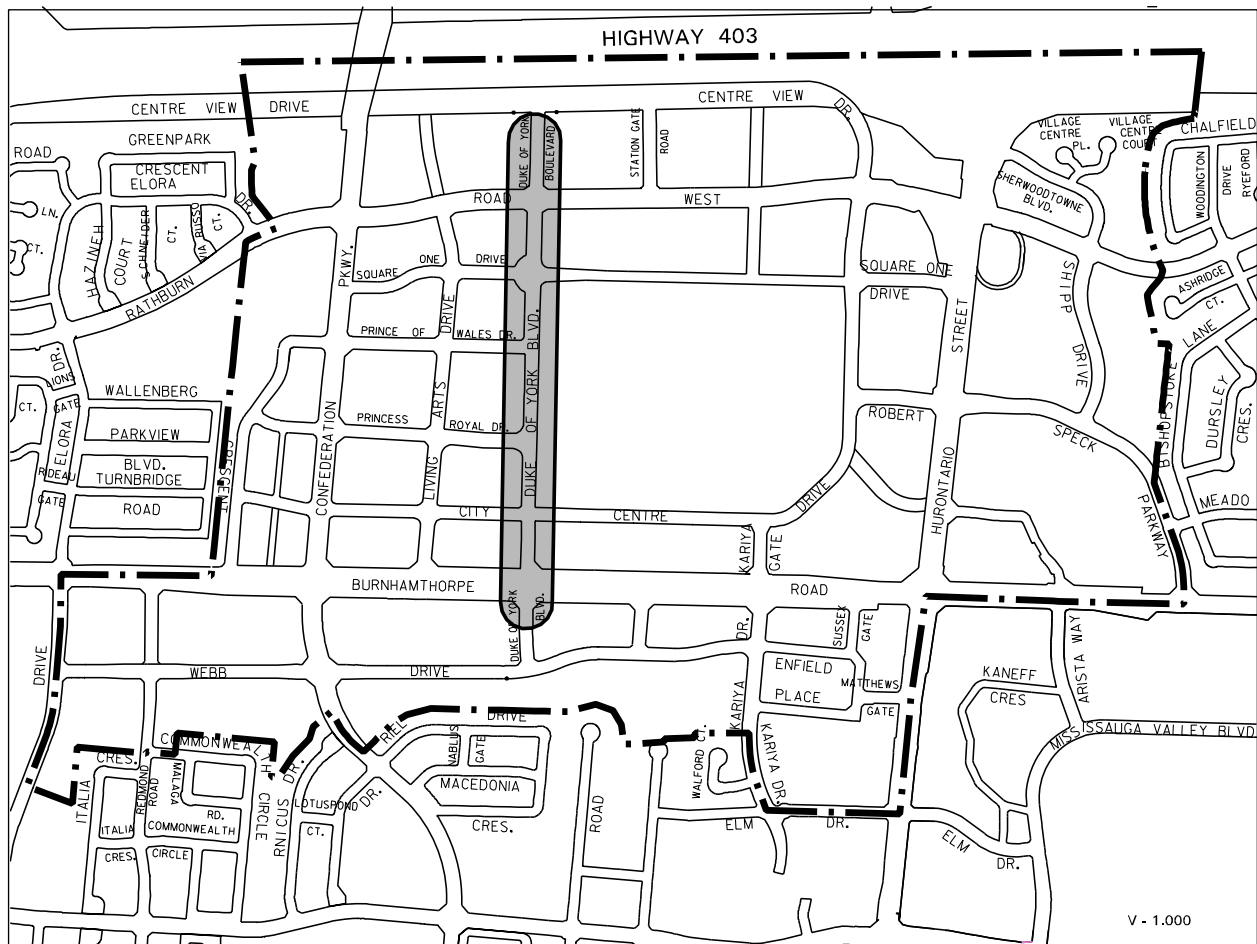 HIGHWAY 403
CENTRE VIEW DRIVE
CENTRE VIEW DR.
GREENPARK
CRESCENT
ELORA
DR.
ROAD
LN.
CT.
HAZINEH
COURT
SCHNEIDER
CT.
VIA RUSSO
CT.
RATHBURN
ROAD
WEST
DUKE OF YORK
BOULEVARD
STATION GATE
ROAD
VILLAGE
CENTRE
PL.
VILLAGE
CENTRE
COURT
CHALFIELD
WOODINGTON
DRIVE
RYEFORD
SHERWOODTOWNE
BLVD.
PKWY.
SQUARE ONE DRIVE
SQUARE ONE
DRIVE
SHIPP
DRIVE
ASHRIDGE
CT.
LANE
BISHOPSTOKE
DRIVE
PRINCE OF WALES DR.
DUKE OF YORK BLVD.
STREET
LIONS
GATE
DR.
CT.
ELORA
WALLENBERG
PARKVIEW
BLVD.
TURNBRIDGE
ROAD
RIDEAU
GATE
CRESCENT
CONFEDERATION
PRINCESS ROYAL DR.
ARTS
LIVING
ROBERT
SPECK
PARKWAY
DURSLEY
CRES.
MEADO
CITY CENTRE DRIVE
KARIYA
GATE
HURONTARIO
BURNHAMTHORPE
ROAD
DUKE OF YORK
BLVD.
DRIVE
WEBB DRIVE
KARIYA
DR.
SUSSEX
GATE
ENFIELD
PLACE
MATTHEWS
GATE
KANEFF
CRES
ARISTA WAY
MISSISSAUGA VALLEY BLVD.
COMMONWEALTH
CIRCLE
CRES.
ITALIA
REDMOND
ROAD
MALAGA
RD.
ITALIA
CRES.
COMMONWEALTH
CIRCLE
RIEL DRIVE
NABLUS
GATE
MACEDONIA
CRES.
LOTUSPOND
CT.
DR.
DR.
ROAD
WALFORD
CT.
KARIYA DR.
ELM DR.
ELM DR.
V - 1.000